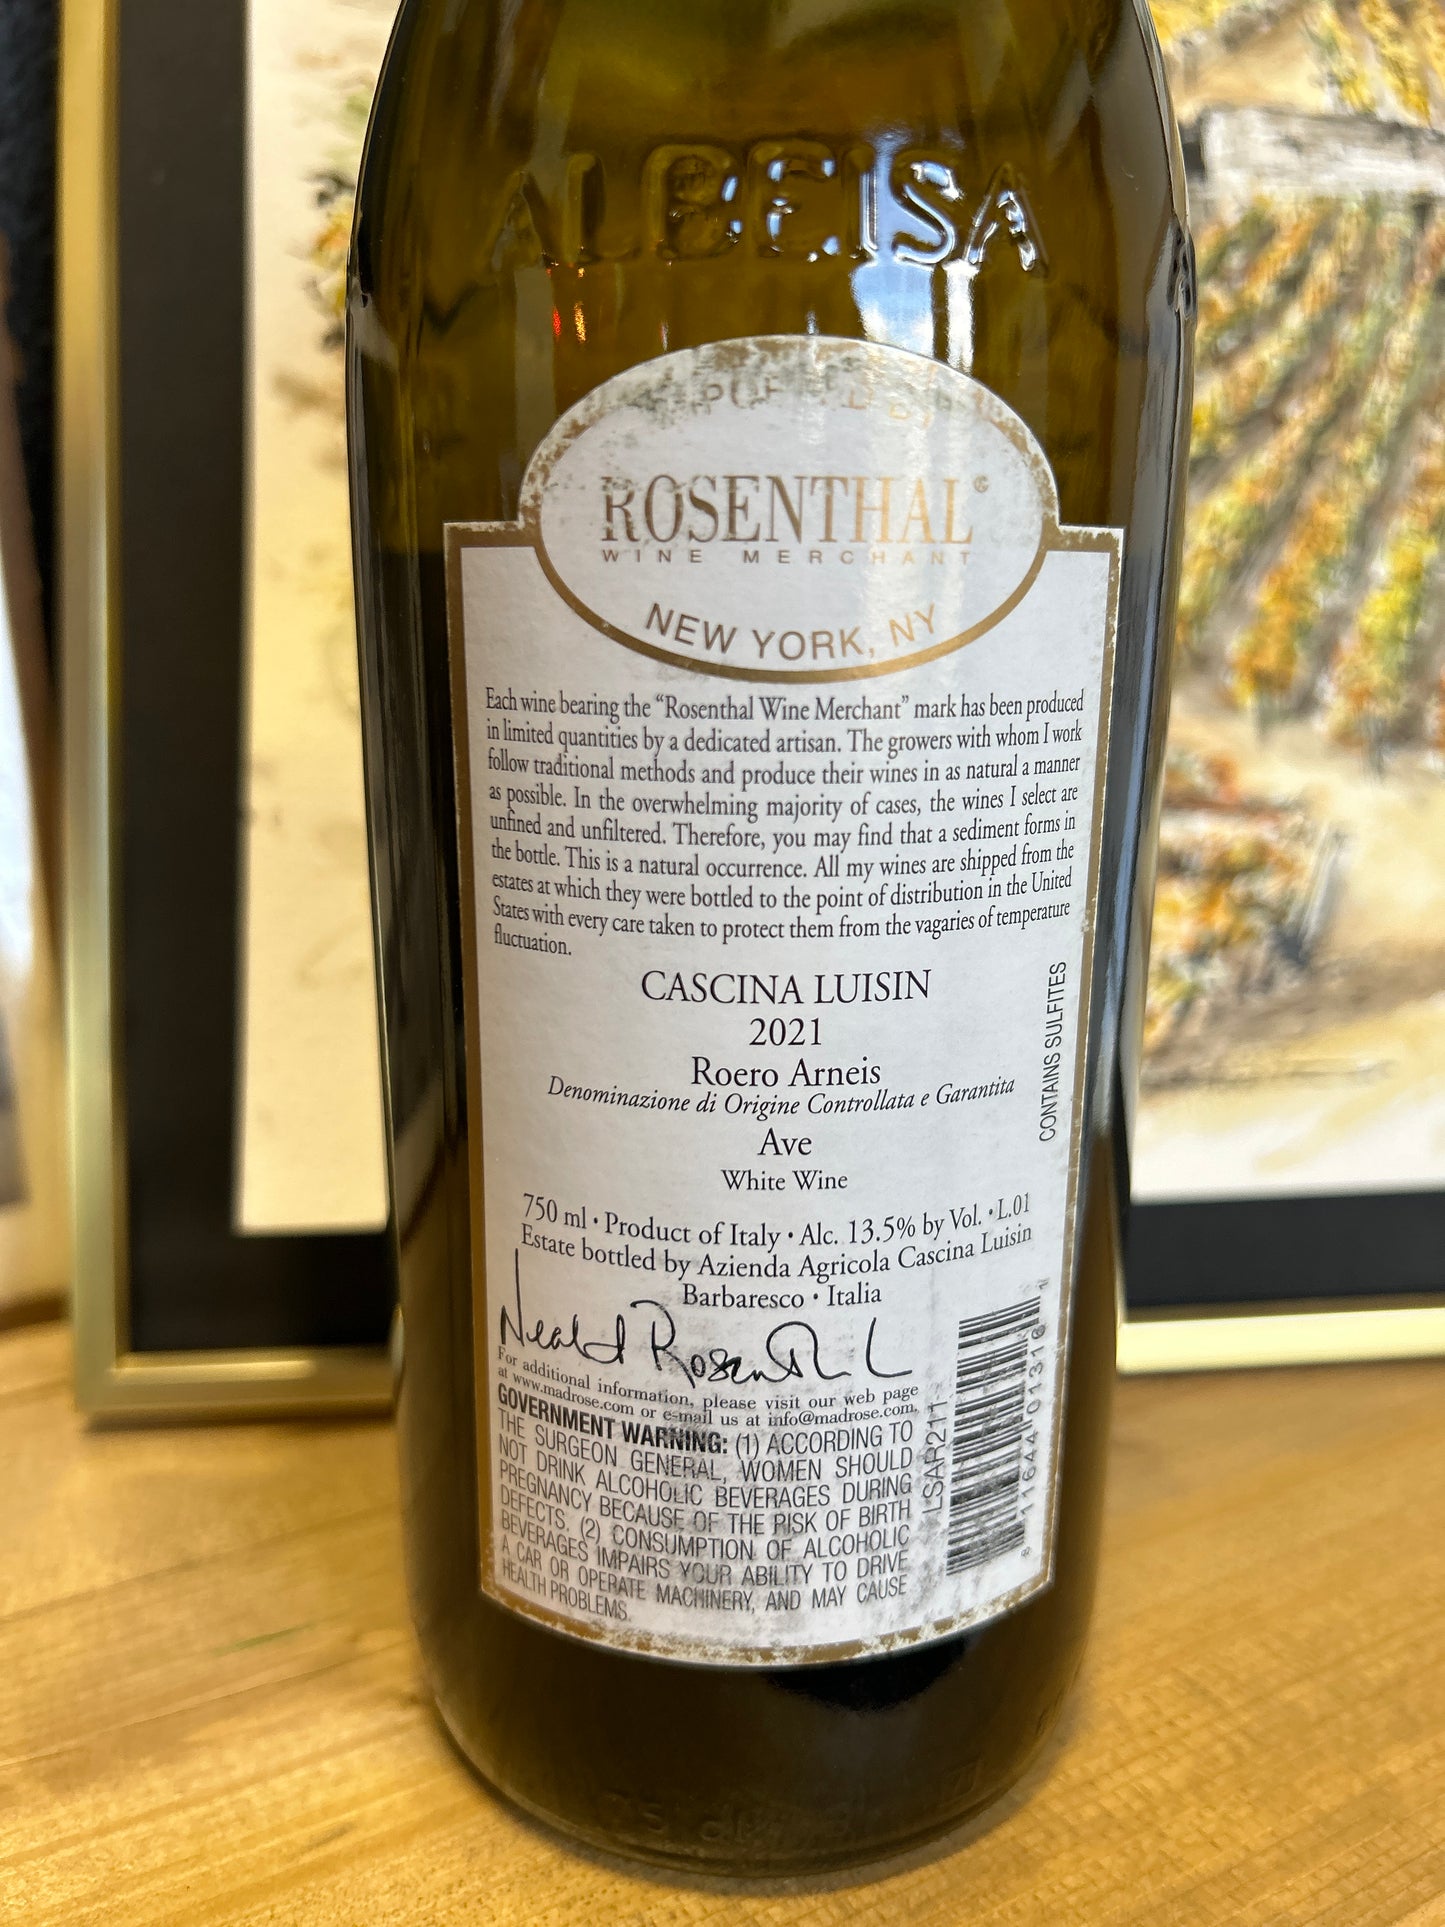 ALBEISA
ROSENTHAL
WINE MERCHANT
NEW YORK, NY
Each wine bearing the “Rosenthal Wine Merchant” mark has been produced
in limited quantities by a dedicated artisan. The growers with whom I work
follow traditional methods and produce their wines in as natural a manner
as possible. In the overwhelming majority of cases, the wines I select are
unfined and unfiltered. Therefore, you may find that a sediment forms in
the bottle. This is a natural occurrence. All my wines are shipped from the
estates at which they were bottled to the point of distribution in the United
States with every care taken to protect them from the vagaries of temperature
fluctuation.
CASCINA LUISIN
2021
Roero Arneis
Denominazione di Origine Controllata e Garantita
Ave
White Wine
CONTAINS SULFITES
750 ml • Product of Italy • Alc. 13.5% by Vol. • L.01
Estate bottled by Azienda Agricola Cascina Luisin
Barbaresco • Italia
Neald Rosenthal
For additional information, please visit our web page
at www.madrose.com or e-mail us at info@madrose.com.
GOVERNMENT WARNING: (1) ACCORDING TO
THE SURGEON GENERAL, WOMEN SHOULD
NOT DRINK ALCOHOLIC BEVERAGES DURING
PREGNANCY BECAUSE OF THE RISK OF BIRTH
DEFECTS. (2) CONSUMPTION OF ALCOHOLIC
BEVERAGES IMPAIRS YOUR ABILITY TO DRIVE
A CAR OR OPERATE MACHINERY, AND MAY CAUSE
HEALTH PROBLEMS.
LSAR211
8 11644 01316 1